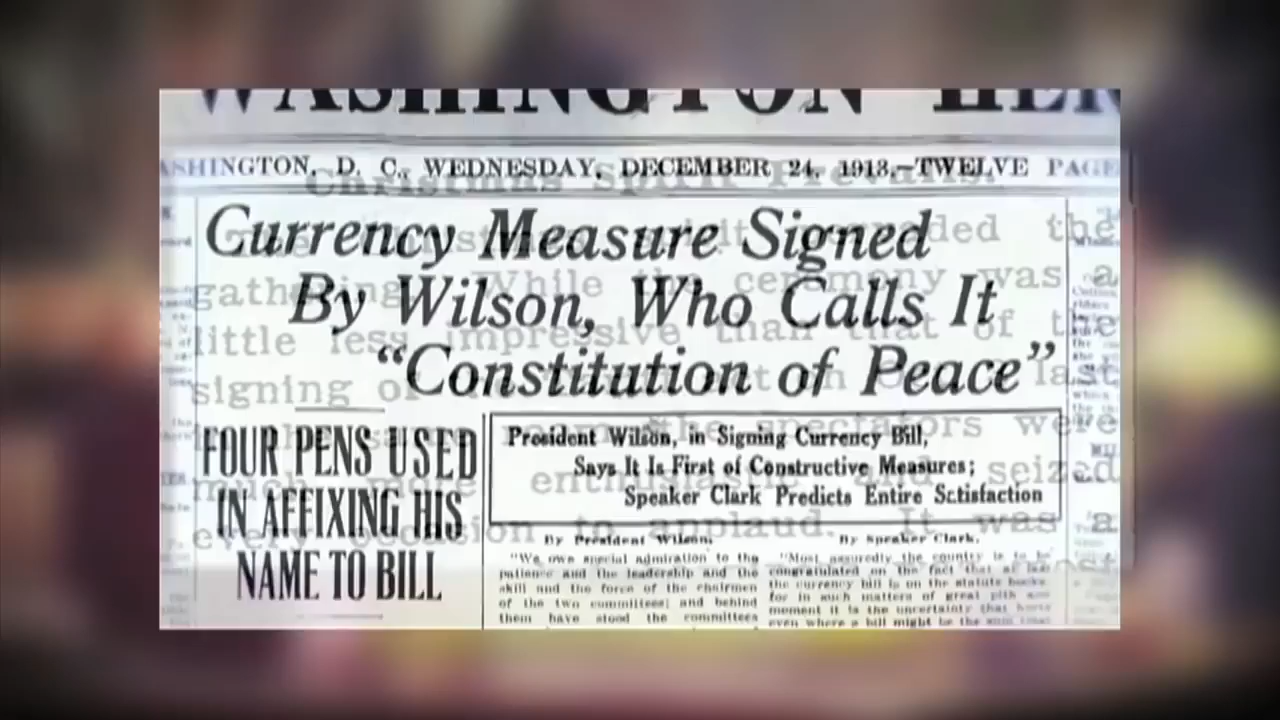 WASHINGTON HER
ASHINGTON, D. C., WEDNESDAY, DECEMBER 24, 1913.—TWELVE PAGE
Christmas Spirit Prevails.
Currency Measure Signed
By Wilson, Who Calls It
"Constitution of Peace"
the
gathering. While the ceremony was a
little less impressive than that of the
signing of last
spectators were
much more enthusiastic and seized
every occasion to applaud. It was a
FOUR PENS USED
IN AFFIXING HIS
NAME TO BILL
President Wilson, in Signing Currency Bill,
Says It Is First of Constructive Measures;
Speaker Clark Predicts Entire Satisfaction
By President Wilson.
"We owe special admiration to the
patience and the leadership and the
skill and the force of the chairmen
of the two committees; and behind
them have stood the committees
By Speaker Clark.
"Most assuredly the country is to be
congratulated on the fact that at last
the currency bill is on the statute books
for in such matters of great pith and
moment it is the uncertainty that hurts
even where a bill might be the